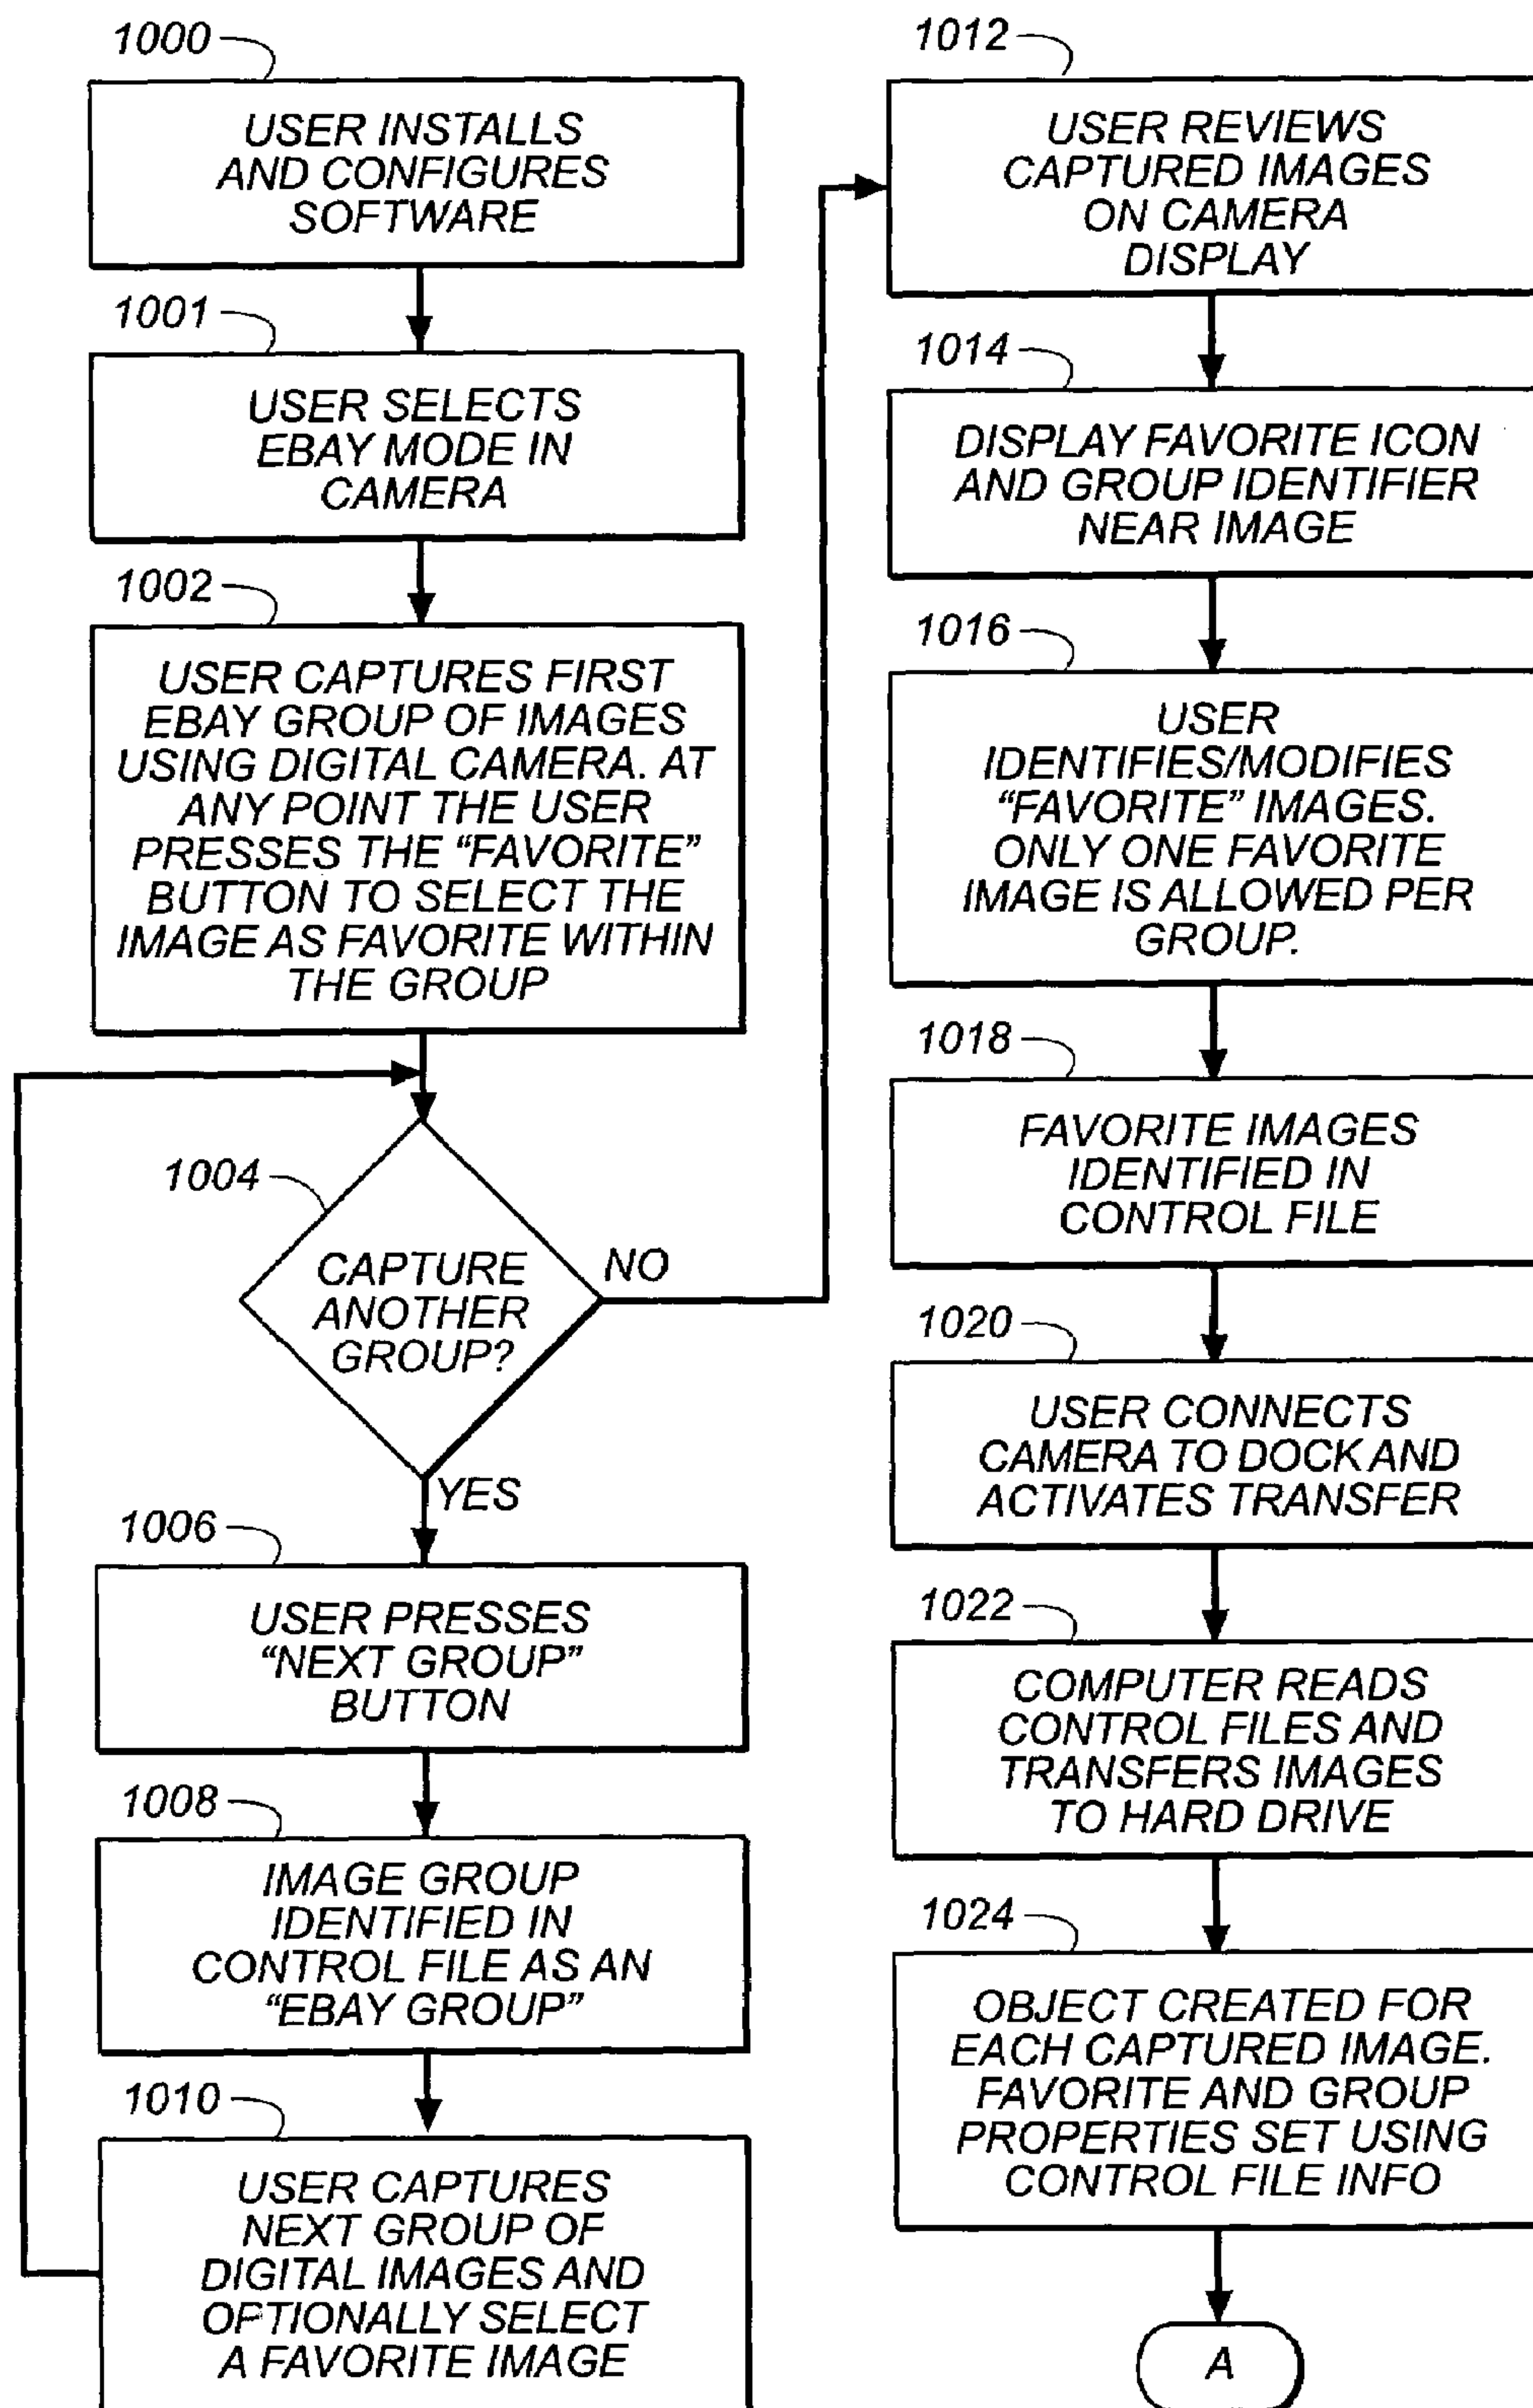 1000
USER INSTALLS
AND CONFIGURES
SOFTWARE
1001
USER SELECTS
EBAY MODE IN
CAMERA
1002
USER CAPTURES FIRST
EBAY GROUP OF IMAGES
USING DIGITAL CAMERA. AT
ANY POINT THE USER
PRESSES THE “FAVORITE”
BUTTON TO SELECT THE
IMAGE AS FAVORITE WITHIN
THE GROUP
1004
CAPTURE
ANOTHER
GROUP?
NO
YES
1006
USER PRESSES
“NEXT GROUP”
BUTTON
1008
IMAGE GROUP
IDENTIFIED IN
CONTROL FILE AS AN
“EBAY GROUP”
1010
USER CAPTURES
NEXT GROUP OF
DIGITAL IMAGES AND
OPTIONALLY SELECT
A FAVORITE IMAGE
1012
USER REVIEWS
CAPTURED IMAGES
ON CAMERA
DISPLAY
1014
DISPLAY FAVORITE ICON
AND GROUP IDENTIFIER
NEAR IMAGE
1016
USER
IDENTIFIES/MODIFIES
“FAVORITE” IMAGES.
ONLY ONE FAVORITE
IMAGE IS ALLOWED PER
GROUP.
1018
FAVORITE IMAGES
IDENTIFIED IN
CONTROL FILE
1020
USER CONNECTS
CAMERA TO DOCK AND
ACTIVATES TRANSFER
1022
COMPUTER READS
CONTROL FILES AND
TRANSFERS IMAGES
TO HARD DRIVE
1024
OBJECT CREATED FOR
EACH CAPTURED IMAGE.
FAVORITE AND GROUP
PROPERTIES SET USING
CONTROL FILE INFO
A